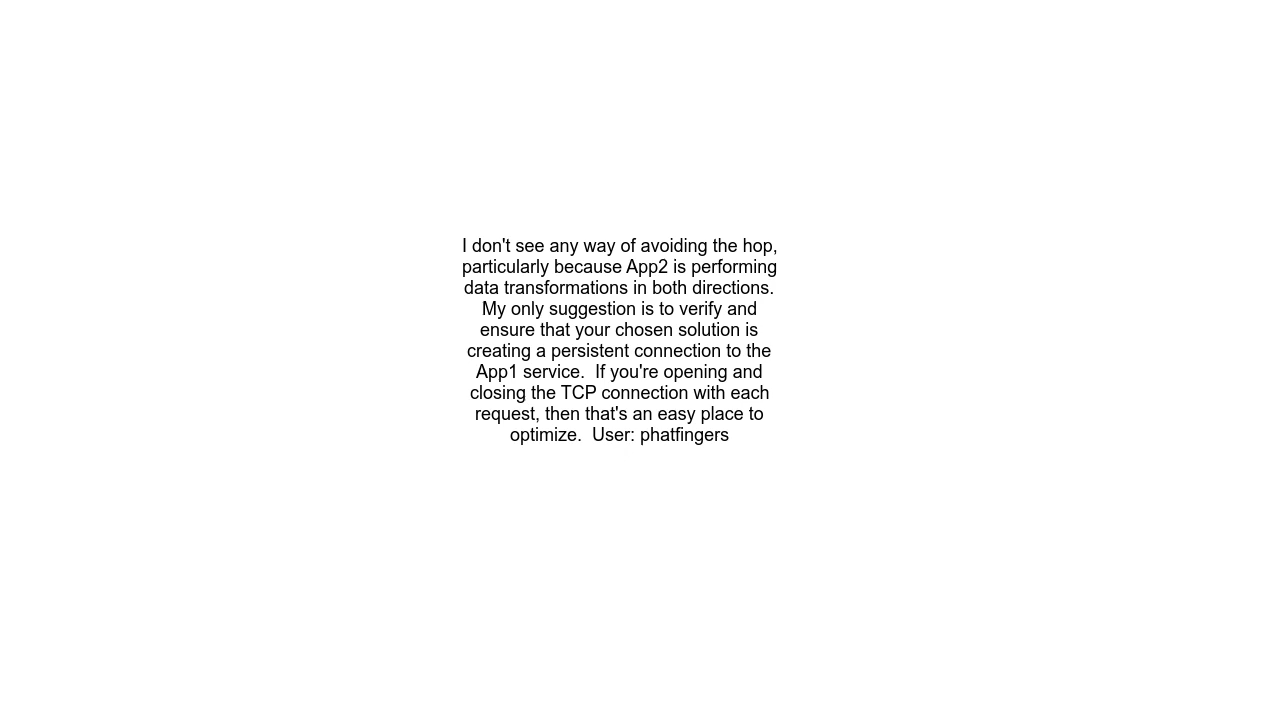 I don't see any way of avoiding the hop,
particularly because App2 is performing
data transformations in both directions.
My only suggestion is to verify and
ensure that your chosen solution is
creating a persistent connection to the
App1 service.  If you're opening and
closing the TCP connection with each
request, then that's an easy place to
optimize.  User: phatfingers